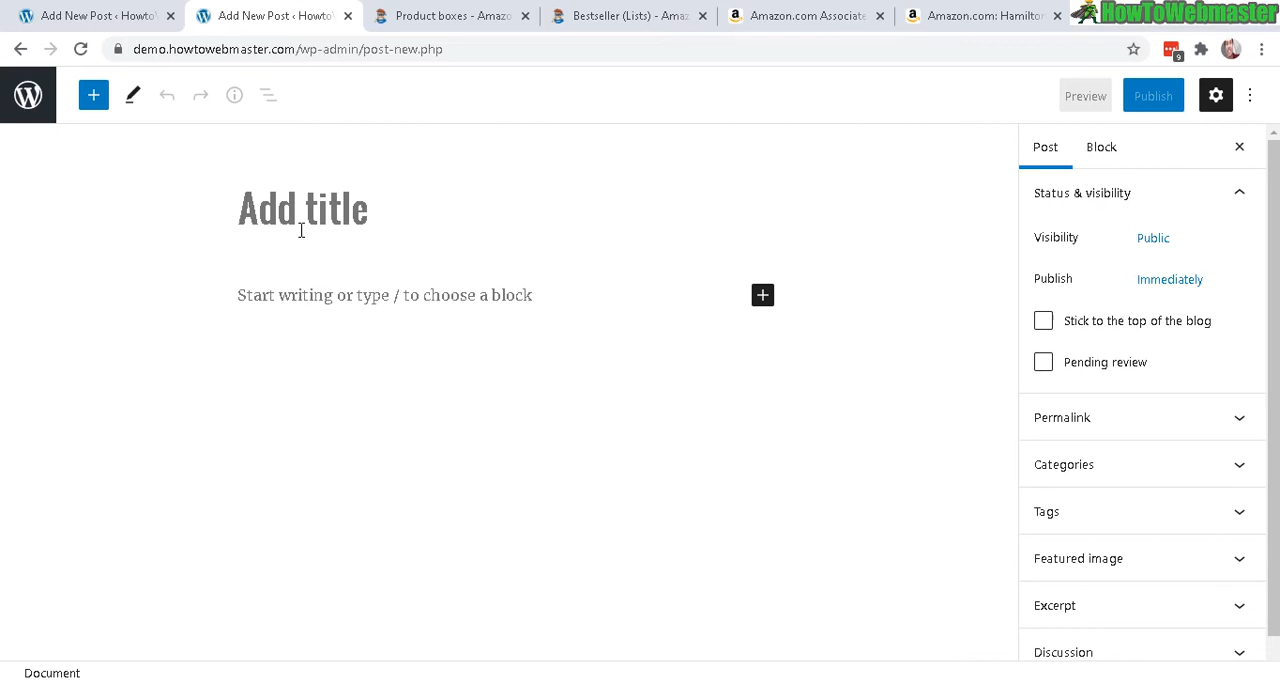 Add New Post ‹ Howto
Add New Post ‹ Howto
Produc
Bestseller (Lists) - Amaz
Amazon.com Associate
Amazon.com: Hamilton
HowToWebmaster
demo.howtowebmaster.com/wp-admin/post-new.php
9
Preview
Publish
Post
Block
Add title
Start writing or type / to choose a block
Status & visibility
Visibility
Public
Publish
Immediately
Stick to the top of the blog
Pending review
Permalink
Categories
Tags
Featured image
Excerpt
Discussion
Document